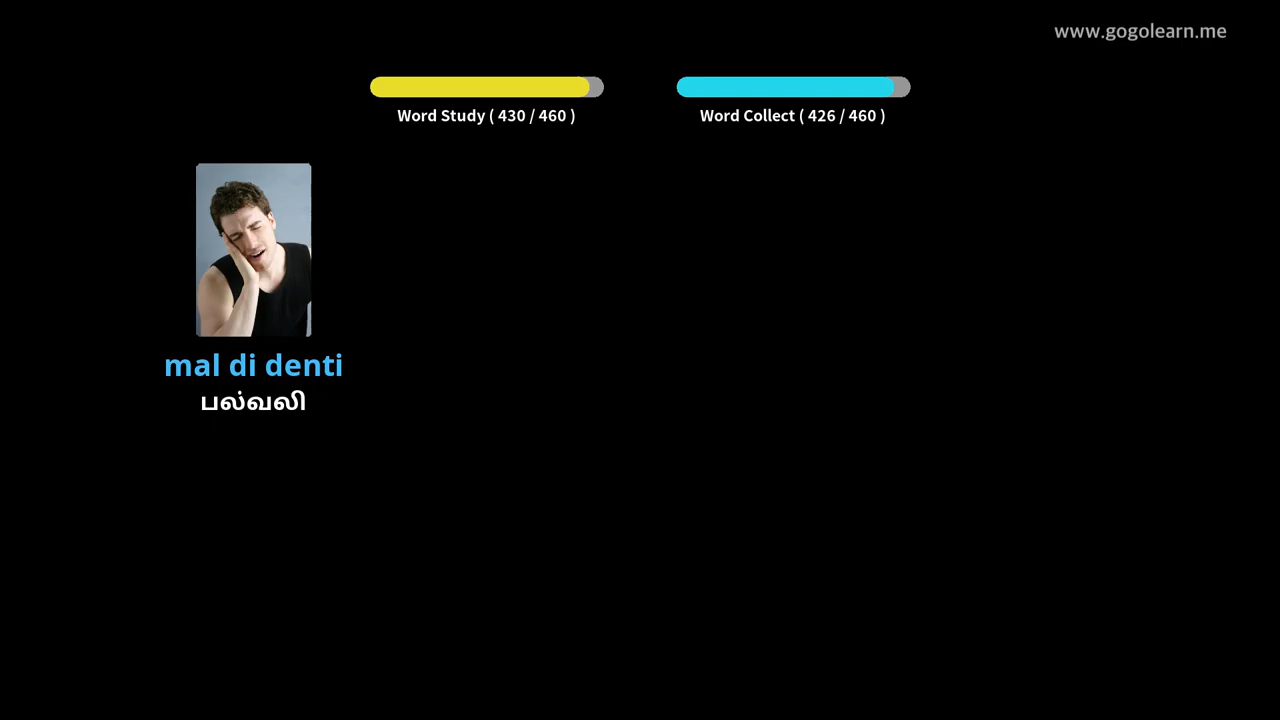 www.gogolearn.me
Word Study ( 430 / 460 )
Word Collect ( 426 / 460 )
mal di denti
பல்வலி